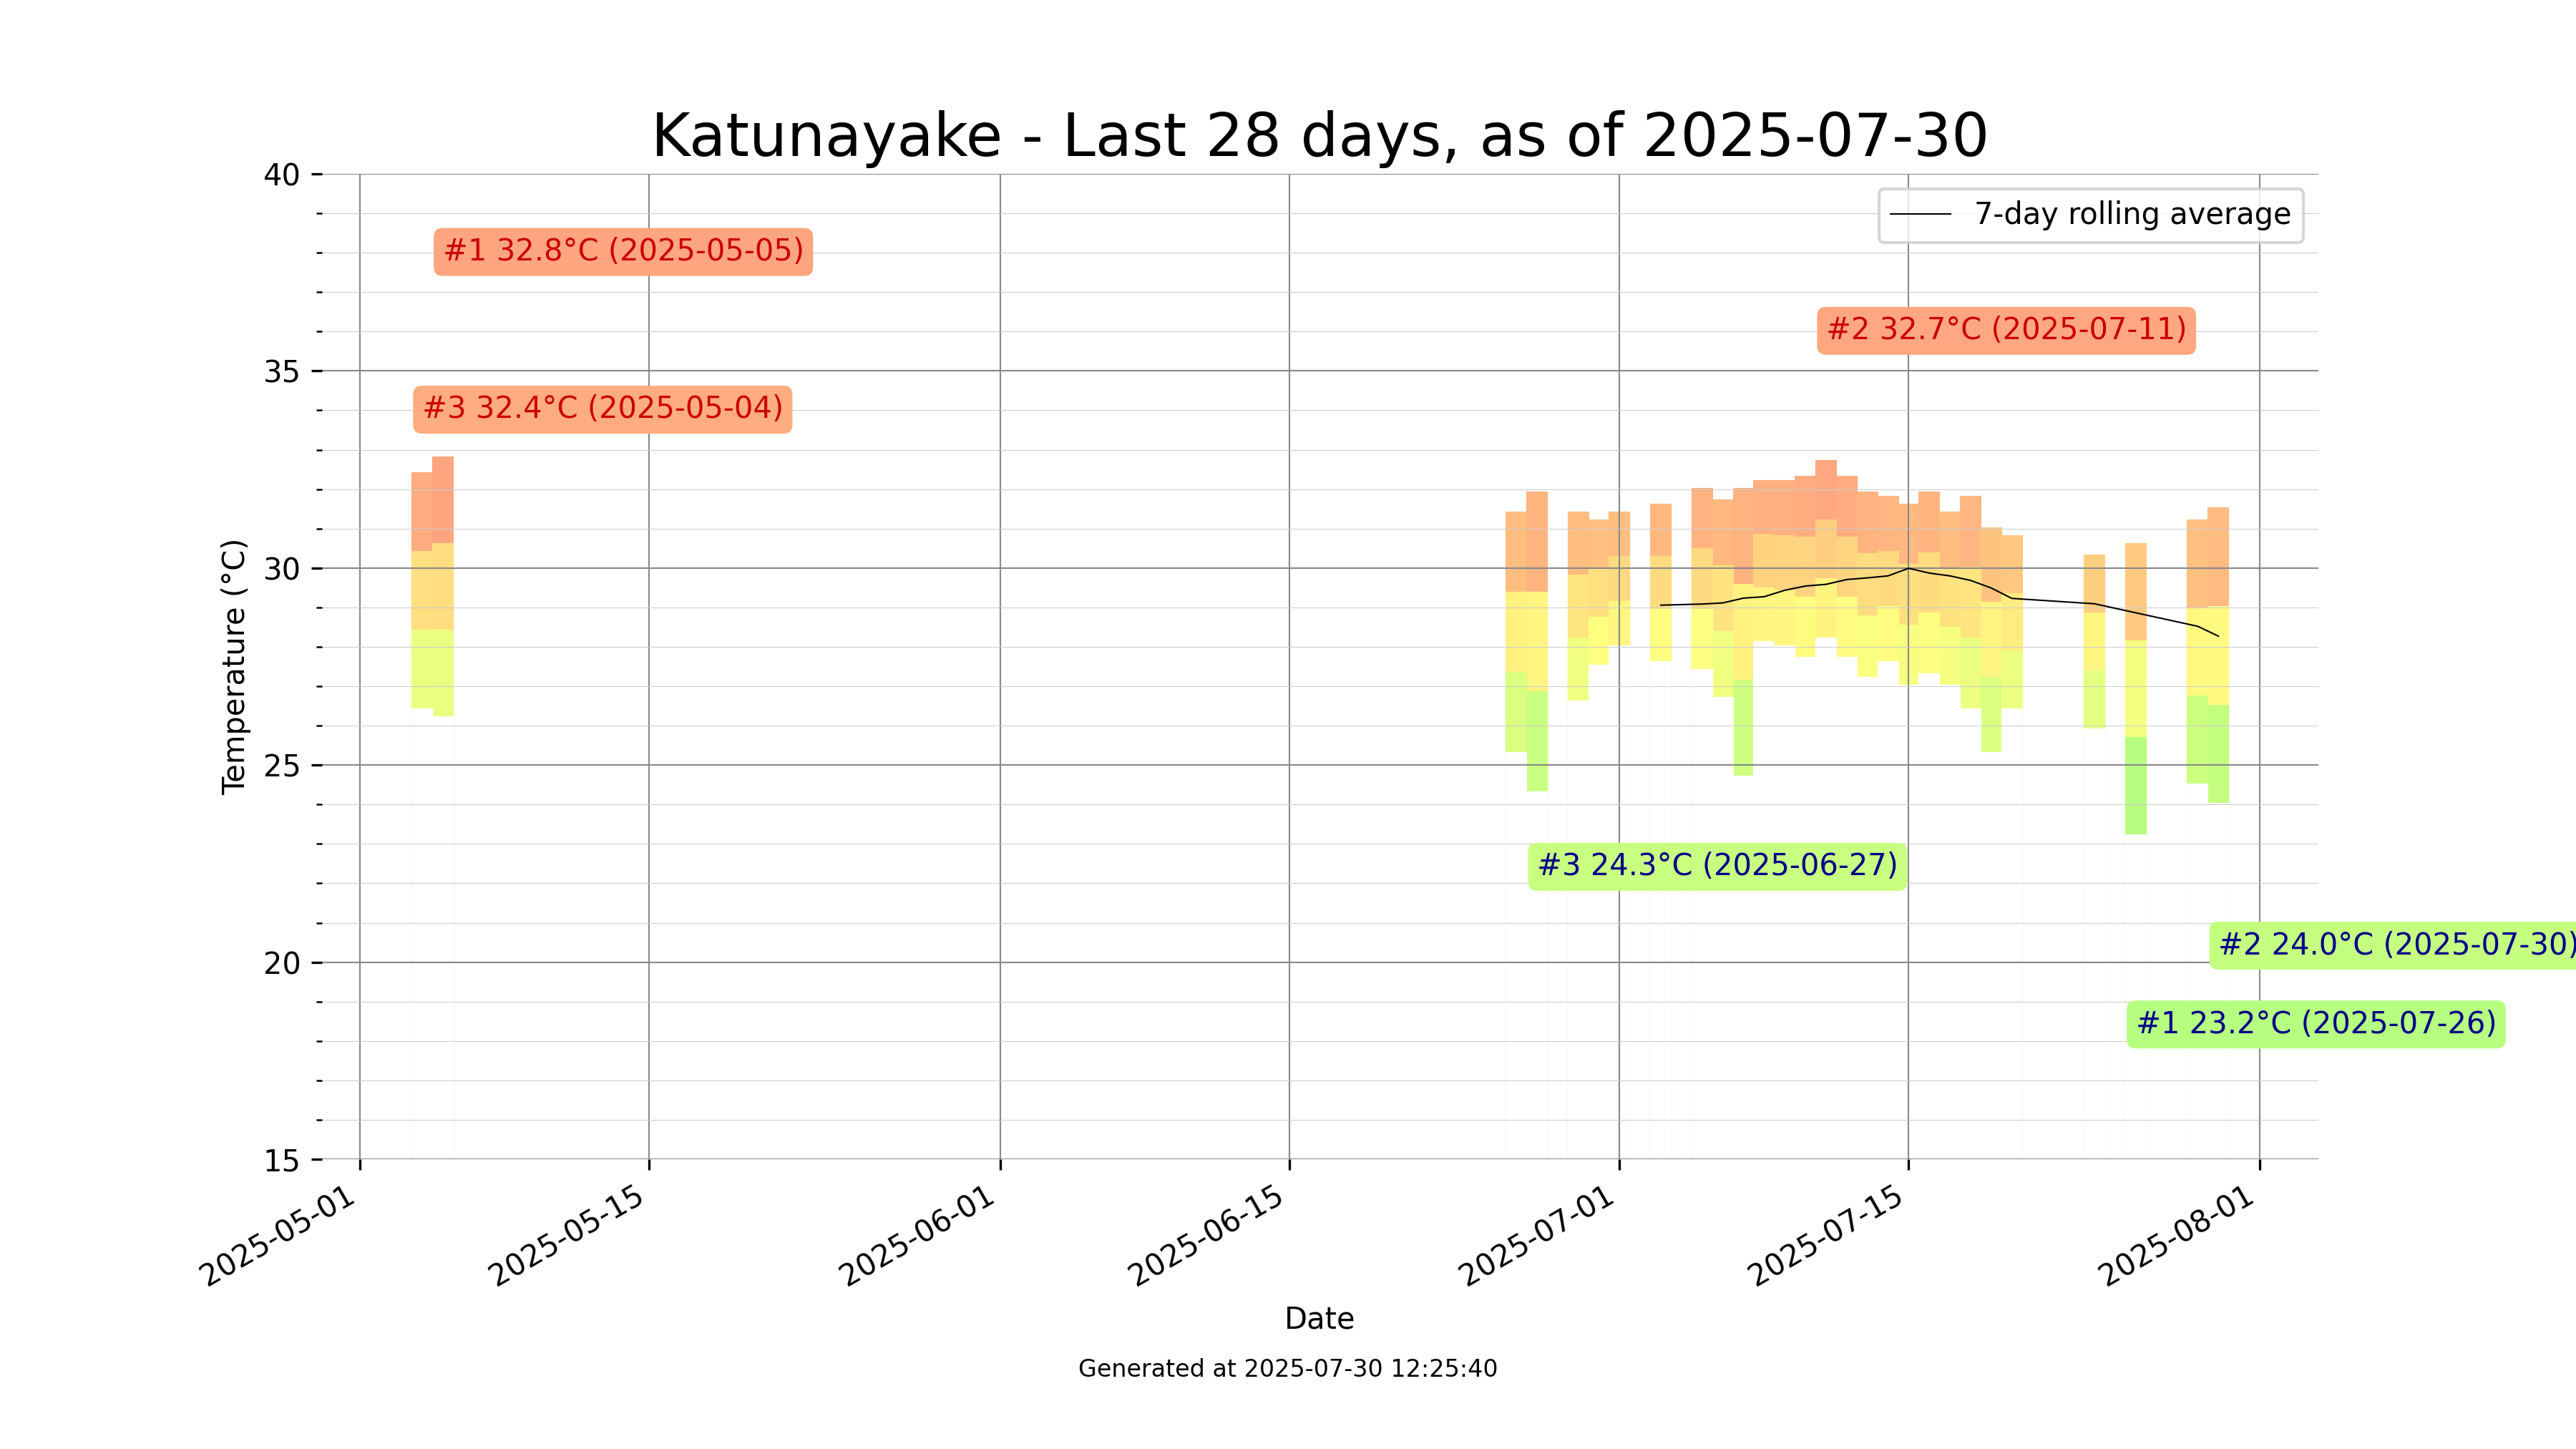 Katunayake - Last 28 days, as of 2025-07-30
40
7-day rolling average
#1 32.8°C (2025-05-05)
#2 32.7°C (2025-07-11)
35
#3 32.4°C (2025-05-04)
30
Temperature (°C)
25
#3 24.3°C (2025-06-27)
#2 24.0°C (2025-07-30)
20
#1 23.2°C (2025-07-26)
15
2025-05-01
2025-05-15
2025-06-01
2025-06-15
2025-07-01
2025-07-15
2025-08-01
Date
Generated at 2025-07-30 12:25:40